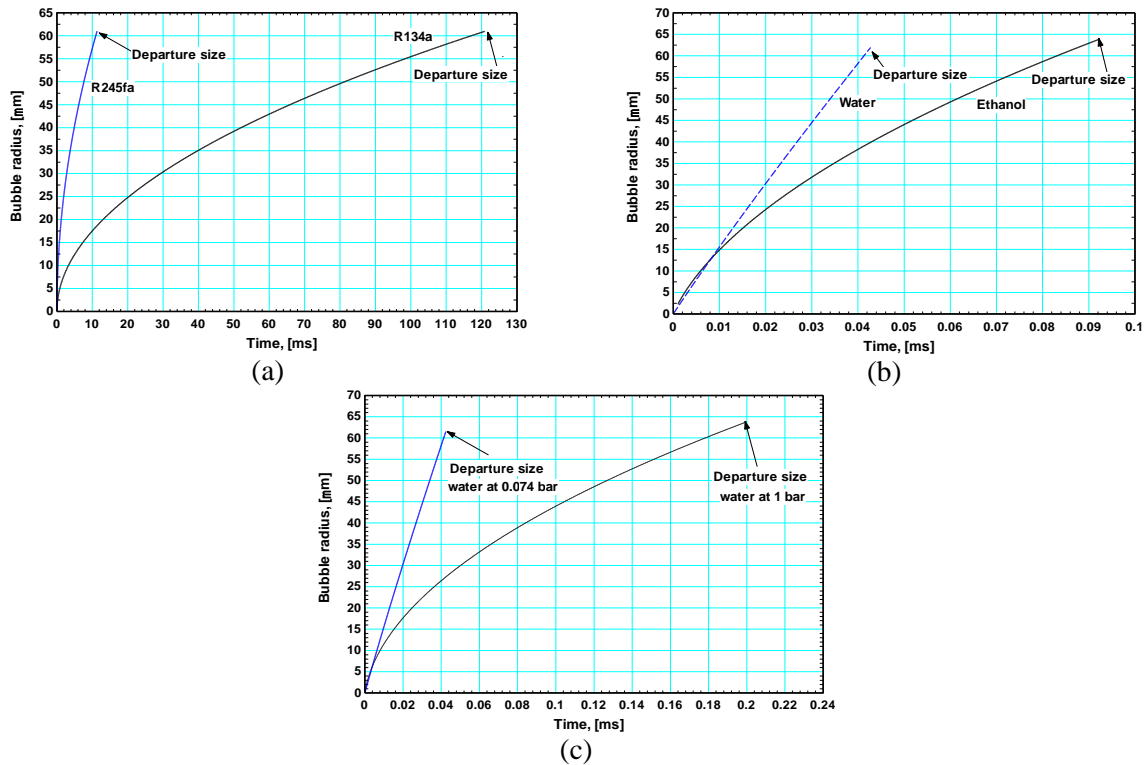 65
60
55
50
45
40
35
30
25
20
15
10
5
0
Bubble radius, [mm]
R134a
Departure size
Departure size
R245fa
0 10 20 30 40 50 60 70 80 90 100 110 120 130
Time, [ms]
(a)
70
65
60
55
50
45
40
35
30
25
20
15
10
5
0
Bubble radius, [mm]
Departure size
Departure size
Water
Ethanol
0 0.01 0.02 0.03 0.04 0.05 0.06 0.07 0.08 0.09 0.1
Time, [ms]
(b)
70
65
60
55
50
45
40
35
30
25
20
15
10
5
0
Bubble radius, [mm]
Departure size
water at 0.074 bar
Departure size
water at 1 bar
0 0.02 0.04 0.06 0.08 0.1 0.12 0.14 0.16 0.18 0.2 0.22 0.24
Time, [ms]
(c)